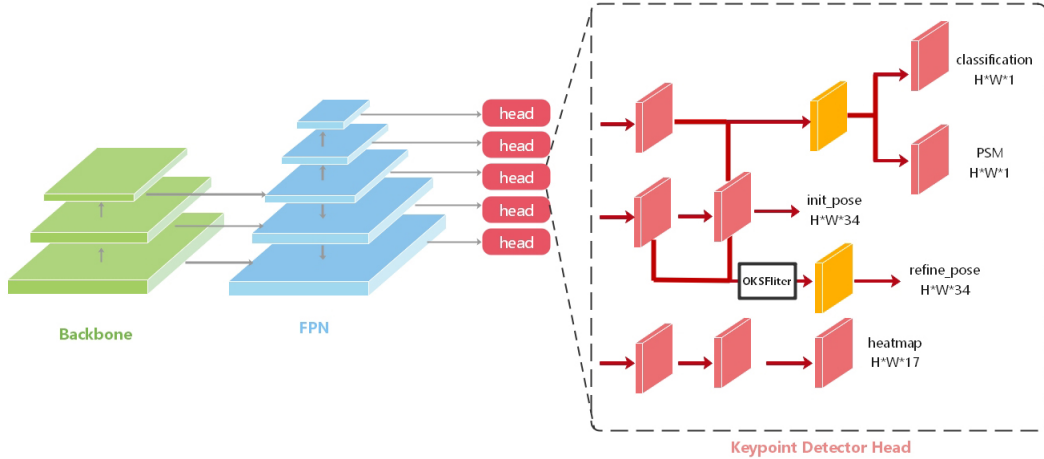 head
head
head
head
head
Backbone
FPN
classification
H*W*1
PSM
H*W*1
init_pose
H*W*34
OKSFliter
refine_pose
H*W*34
heatmap
H*W*17
Keypoint Detector Head